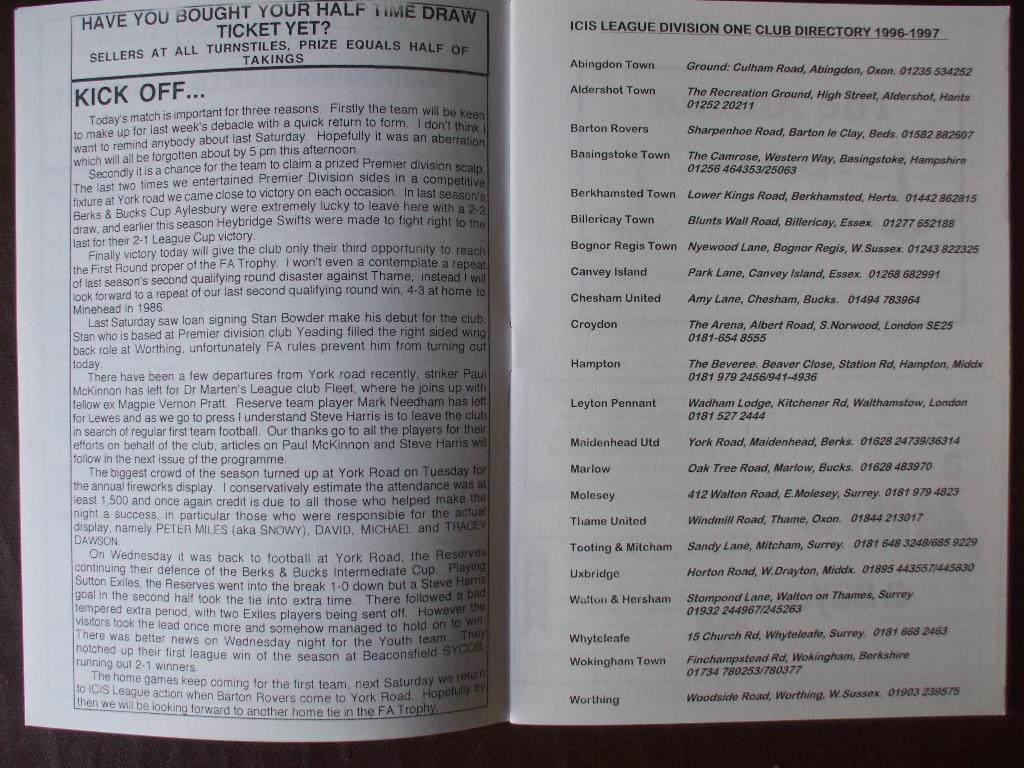 HAVE YOU BOUGHT YOUR HALF TIME DRAW
TICKET YET?
SELLERS AT ALL TURNSTILES, PRIZE EQUALS HALF OF
TAKINGS
KICK OFF...
Today's match is important for three reasons. Firstly the team will be keen
to make up for last week's debacle with a quick return to form. I don't think I
want to remind anybody about last Saturday. Hopefully it was an aberration
which will all be forgotten about by 5 pm this afternoon.
Secondly it is a chance for the team to claim a prized Premier division scalp.
The last two times we entertained Premier Division sides in a competitive
fixture at York road we came close to victory on each occasion. In last season's
Berks & Bucks Cup Aylesbury were extremely lucky to leave here with a 2-2
draw, and earlier this season Heybridge Swifts were made to fight right to the
last for their 2-1 League Cup victory.
Finally victory today will give the club only their third opportunity to reach
the First Round proper of the FA Trophy. I won't even a contemplate a repeat
of last season's second qualifying round disaster against Thame, instead I will
look forward to a repeat of our last second qualifying round win, 4-3 at home to
Minehead in 1986.
Last Saturday saw loan signing Stan Bowder make his debut for the club.
Stan who is based at Premier division club Yeading filled the right sided wing
back role at Worthing, unfortunately FA rules prevent him from turning out
today.
There have been a few departures from York road recently, striker Paul
McKinnon has left for Dr Marten's League club Fleet, where he joins up with
fellow ex Magpie Vernon Pratt. Reserve team player Mark Needham has left
for Lewes and as we go to press I understand Steve Harris is to leave the club
in search of regular first team football. Our thanks go to all the players for their
efforts on behalf of the club, articles on Paul McKinnon and Steve Harris will
follow in the next issue of the programme.
The biggest crowd of the season turned up at York Road on Tuesday for
the annual fireworks display. I conservatively estimate the attendance was at
least 1,500 and once again credit is due to all those who helped make the
night a success, in particular those who were responsible for the actual
display, namely PETER MILES (aka SNOWY), DAVID, MICHAEL and TRACEY
DAWSON.
On Wednesday it was back to football at York Road, the Reserves
continuing their defence of the Berks & Bucks Intermediate Cup. Playing
Sutton Exiles, the Reserves went into the break 1-0 down but a Steve Harris
goal in the second half took the tie into extra time. There followed a bad
tempered extra period, with two Exiles players being sent off. However the
visitors took the lead once more and somehow managed to hold on to win.
There was better news on Wednesday night for the Youth team. They
notched up their first league win of the season at Beaconsfield SYCOB,
running out 2-1 winners.
The home games keep coming for the first team, next Saturday we return
to ICIS League action when Barton Rovers come to York Road. Hopefully by
then we will be looking forward to another home tie in the FA Trophy.
ICIS LEAGUE DIVISION ONE CLUB DIRECTORY 1996-1997
Abingdon Town Ground: Culham Road, Abingdon, Oxon. 01235 534252
Aldershot Town The Recreation Ground, High Street, Aldershot, Hants
01252 20211
Barton Rovers Sharpenhoe Road, Barton le Clay, Beds. 01582 882607
Basingstoke Town The Camrose, Western Way, Basingstoke, Hampshire
01256 464353/25063
Berkhamsted Town Lower Kings Road, Berkhamsted, Herts. 01442 862815
Billericay Town Blunts Wall Road, Billericay, Essex. 01277 652188
Bognor Regis Town Nyewood Lane, Bognor Regis, W.Sussex. 01243 822325
Canvey Island Park Lane, Canvey Island, Essex. 01268 682991
Chesham United Amy Lane, Chesham, Bucks. 01494 783964
Croydon The Arena, Albert Road, S.Norwood, London SE25
0181-654 8555
Hampton The Beveree. Beaver Close, Station Rd, Hampton, Middx
0181 979 2456/941-4936
Leyton Pennant Wadham Lodge, Kitchener Rd, Walthamstow, London
0181 527 2444
Maidenhead Utd York Road, Maidenhead, Berks. 01628 24739/36314
Marlow Oak Tree Road, Marlow, Bucks. 01628 483970
Molesey 412 Walton Road, E.Molesey, Surrey. 0181 979 4823
Thame United Windmill Road, Thame, Oxon. 01844 213017
Tooting & Mitcham Sandy Lane, Mitcham, Surrey. 0181 648 3248/685 9229
Uxbridge Horton Road, W.Drayton, Middx. 01895 443557/445830
Walton & Hersham Stompond Lane, Walton on Thames, Surrey
01932 244967/245263
Whyteleafe 15 Church Rd, Whyteleafe, Surrey. 0181 668 2463
Wokingham Town Finchampstead Rd, Wokingham, Berkshire
01734 780253/780377
Worthing Woodside Road, Worthing, W.Sussex. 01903 239575